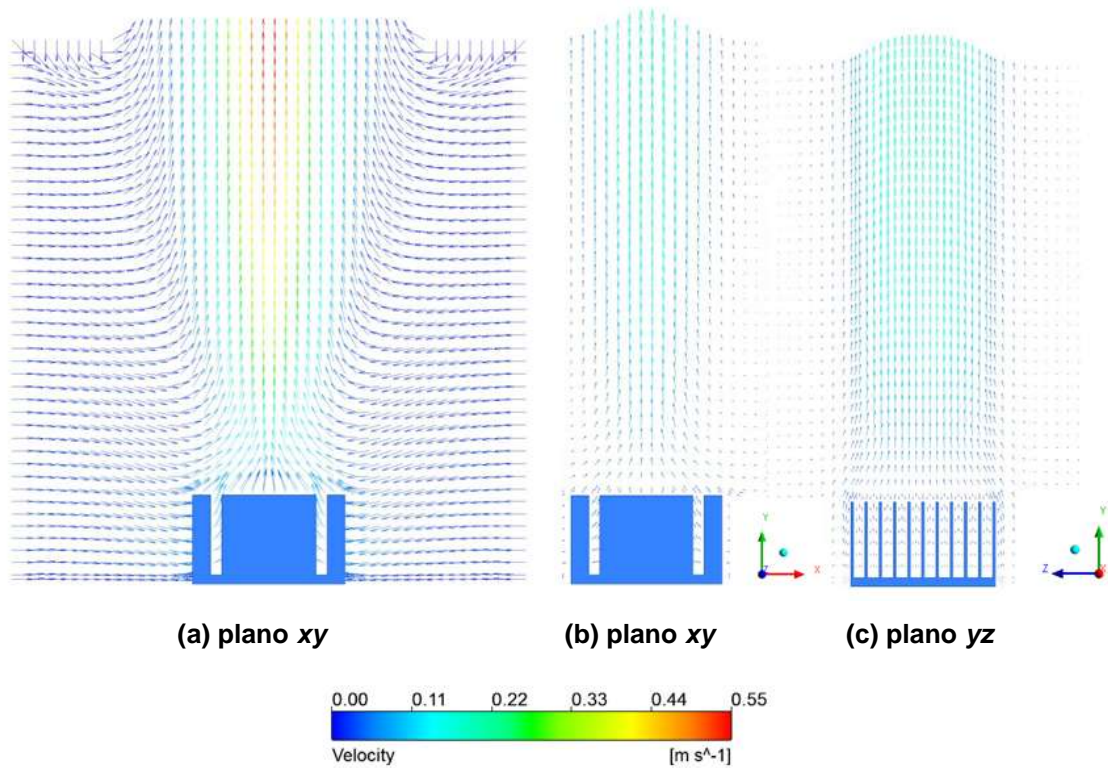 Y
Z
X
Y
Z
X
(a) plano xy
(b) plano xy
(c) plano yz
0.00 0.11 0.22 0.33 0.44 0.55
Velocity [m s^-1]